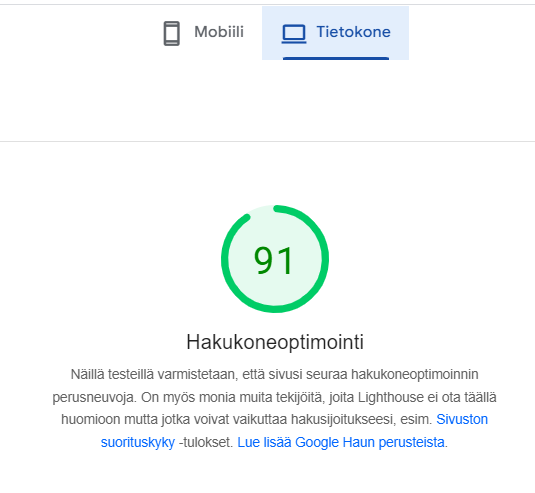 Mobiili
Tietokone
91
Hakukoneoptimointi
Näillä testeillä varmistetaan, että sivusi seuraa hakukoneoptimoinnin
perusneuvoja. On myös monia muita tekijöitä, joita Lighthouse ei ota täällä
huomioon mutta jotka voivat vaikuttaa hakusijoitukseesi, esim. Sivuston
suorituskyky -tulokset. Lue lisää Google Haun perusteista.